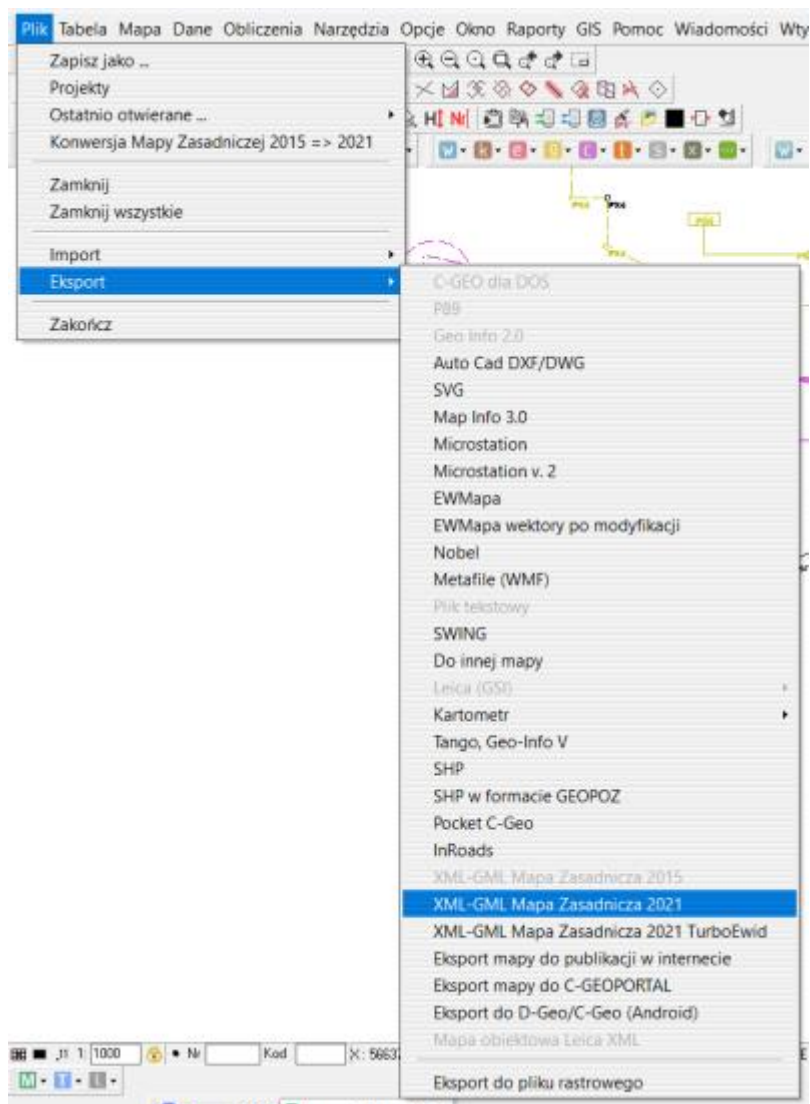 Plik Tabela Mapa Dane Obliczenia Narzędzia Opcje Okno Raporty GIS Pomoc Wiadomości Wty
Zapisz jako ...
Projekty
Ostatnio otwierane ...
Konwersja Mapy Zasadniczej 2015 => 2021
Zamknij
Zamknij wszystkie
Import
Eksport
Zakończ
C-GEO dla DOS
P89
Geo Info 2.0
Auto Cad DXF/DWG
SVG
Map Info 3.0
Microstation
Microstation v. 2
EWMapa
EWMapa wektory po modyfikacji
Nobel
Metafile (WMF)
Plik tekstowy
SWING
Do innej mapy
Leica (GSI)
Kartometr
Tango, Geo-Info V
SHP
SHP w formacie GEOPOZ
Pocket C-Geo
InRoads
XML-GML Mapa Zasadnicza 2015
XML-GML Mapa Zasadnicza 2021
XML-GML Mapa Zasadnicza 2021 TurboEwid
Eksport mapy do publikacji w internecie
Eksport mapy do C-GEOPORTAL
Eksport do D-Geo/C-Geo (Android)
Mapa obiektowa Leica XML
Eksport do pliku rastrowego
1: 1000 Nr Kod X: 5663
M T L